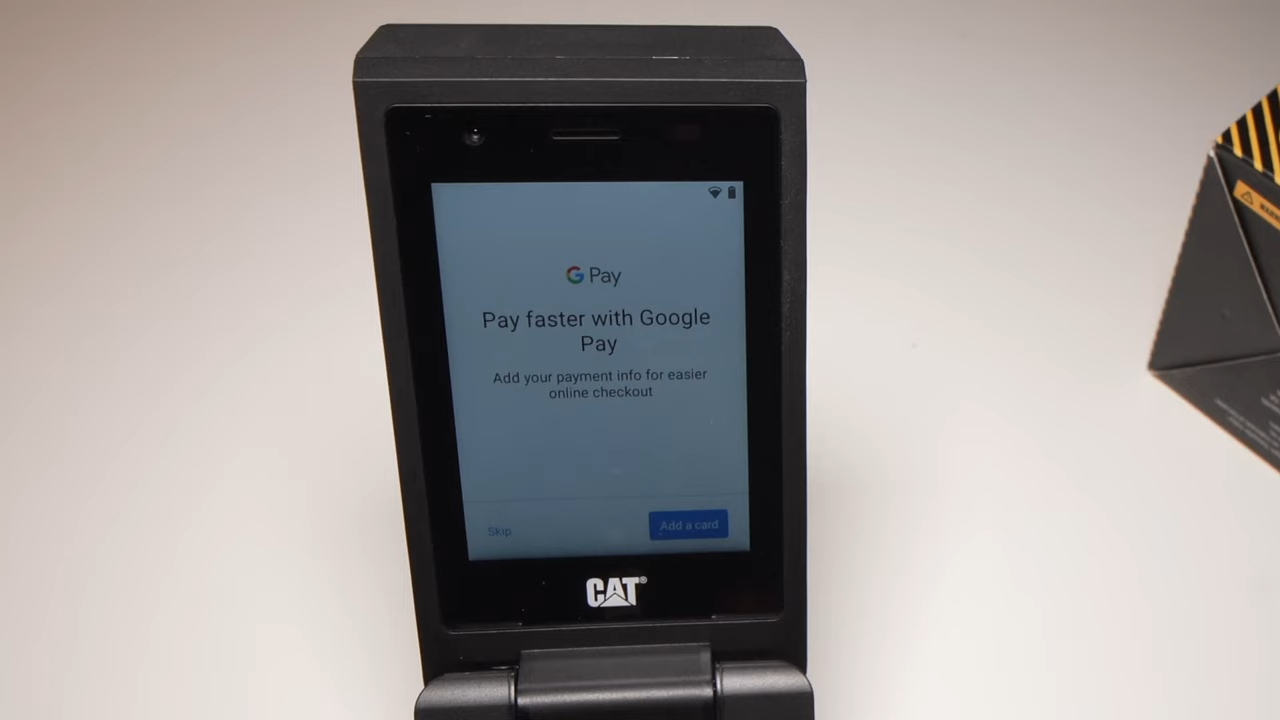 G Pay
Pay faster with Google
Pay
Add your payment info for easier
online checkout
Skip
Add a card
CAT®